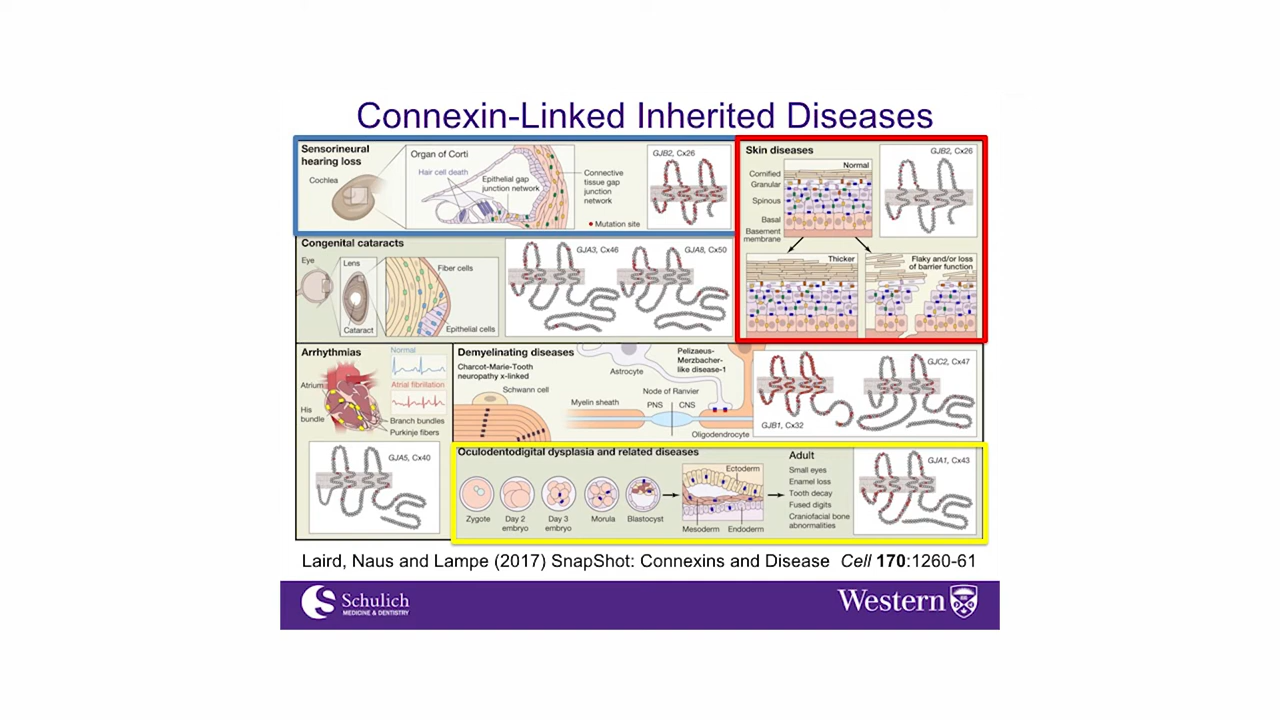 Connexin-Linked Inherited Diseases
Sensorineural
hearing loss
Cochlea
Organ of Corti
Hair cell death
Epithelial gap
junction network
Connective
tissue gap
junction
network
Mutation site
GJB2, Cx26
Skin diseases
Normal
Cornified
Granular
Spinous
Basal
Basement
membrane
GJB2, Cx26
Thicker
Flaky and/or loss
of barrier function
Congenital cataracts
Eye
Lens
Cataract
Fiber cells
Epithelial cells
GJA3, Cx46
GJA8, Cx50
Arrhythmias
Normal
Atrial fibrillation
Atrium
His
bundle
Branch bundles
Purkinje fibers
GJA5, Cx40
Demyelinating diseases
Charcot-Marie-Tooth
neuropathy x-linked
Schwann cell
Myelin sheath
Astrocyte
Pelizaeus-
Merzbacher-
like disease-1
Node of Ranvier
PNS
CNS
Oligodendrocyte
GJB1, Cx32
GJC2, Cx47
Oculodentodigital dysplasia and related diseases
Zygote
Day 2
embryo
Day 3
embryo
Morula
Blastocyst
Ectoderm
Mesoderm
Endoderm
Adult
Small eyes
Enamel loss
Tooth decay
Fused digits
Craniofacial bone
abnormalities
GJA1, Cx43
Laird, Naus and Lampe (2017) SnapShot: Connexins and Disease Cell 170:1260-61
Schulich
MEDICINE & DENTISTRY
Western